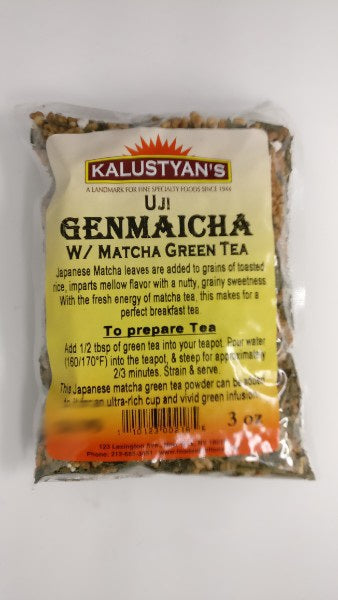 KALUSTYAN'S
A LANDMARK FOR FINE SPECIALTY FOODS SINCE 1944
UJI
GENMAICHA
W/ MATCHA GREEN TEA
Japanese Matcha leaves are added to grains of toasted
rice, imparts mellow flavor with a nutty, grainy sweetness
With the fresh energy of matcha tea, this makes for a
perfect breakfast tea.
To prepare Tea
Add 1/2 tbsp of green tea into your teapot. Pour water
(160/170°F) into the teapot, & steep for approximately
2/3 minutes. Strain & serve.
This Japanese matcha green tea powder can be added
an ultra-rich cup and vivid green infusion.
3 oz
123 Lexington
Phone: 212-685-3451